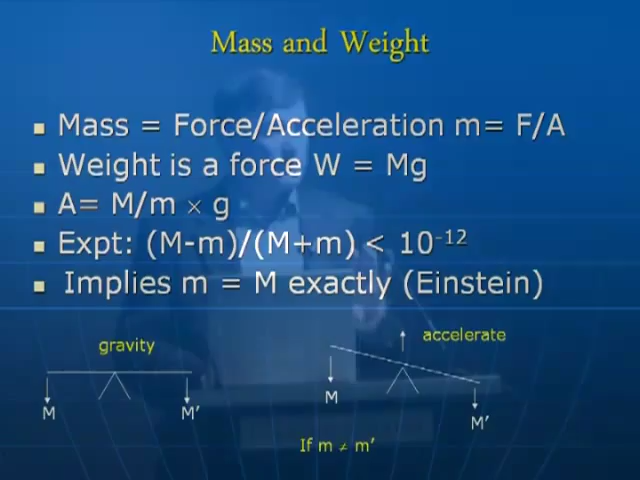 Mass and Weight
Mass = Force/Acceleration m= F/A
Weight is a force W = Mg
A= M/m × g
Expt: (M-m)/(M+m) < 10⁻¹²
Implies m = M exactly (Einstein)
gravity
accelerate
M
M'
M
M'
If m ≠ m'